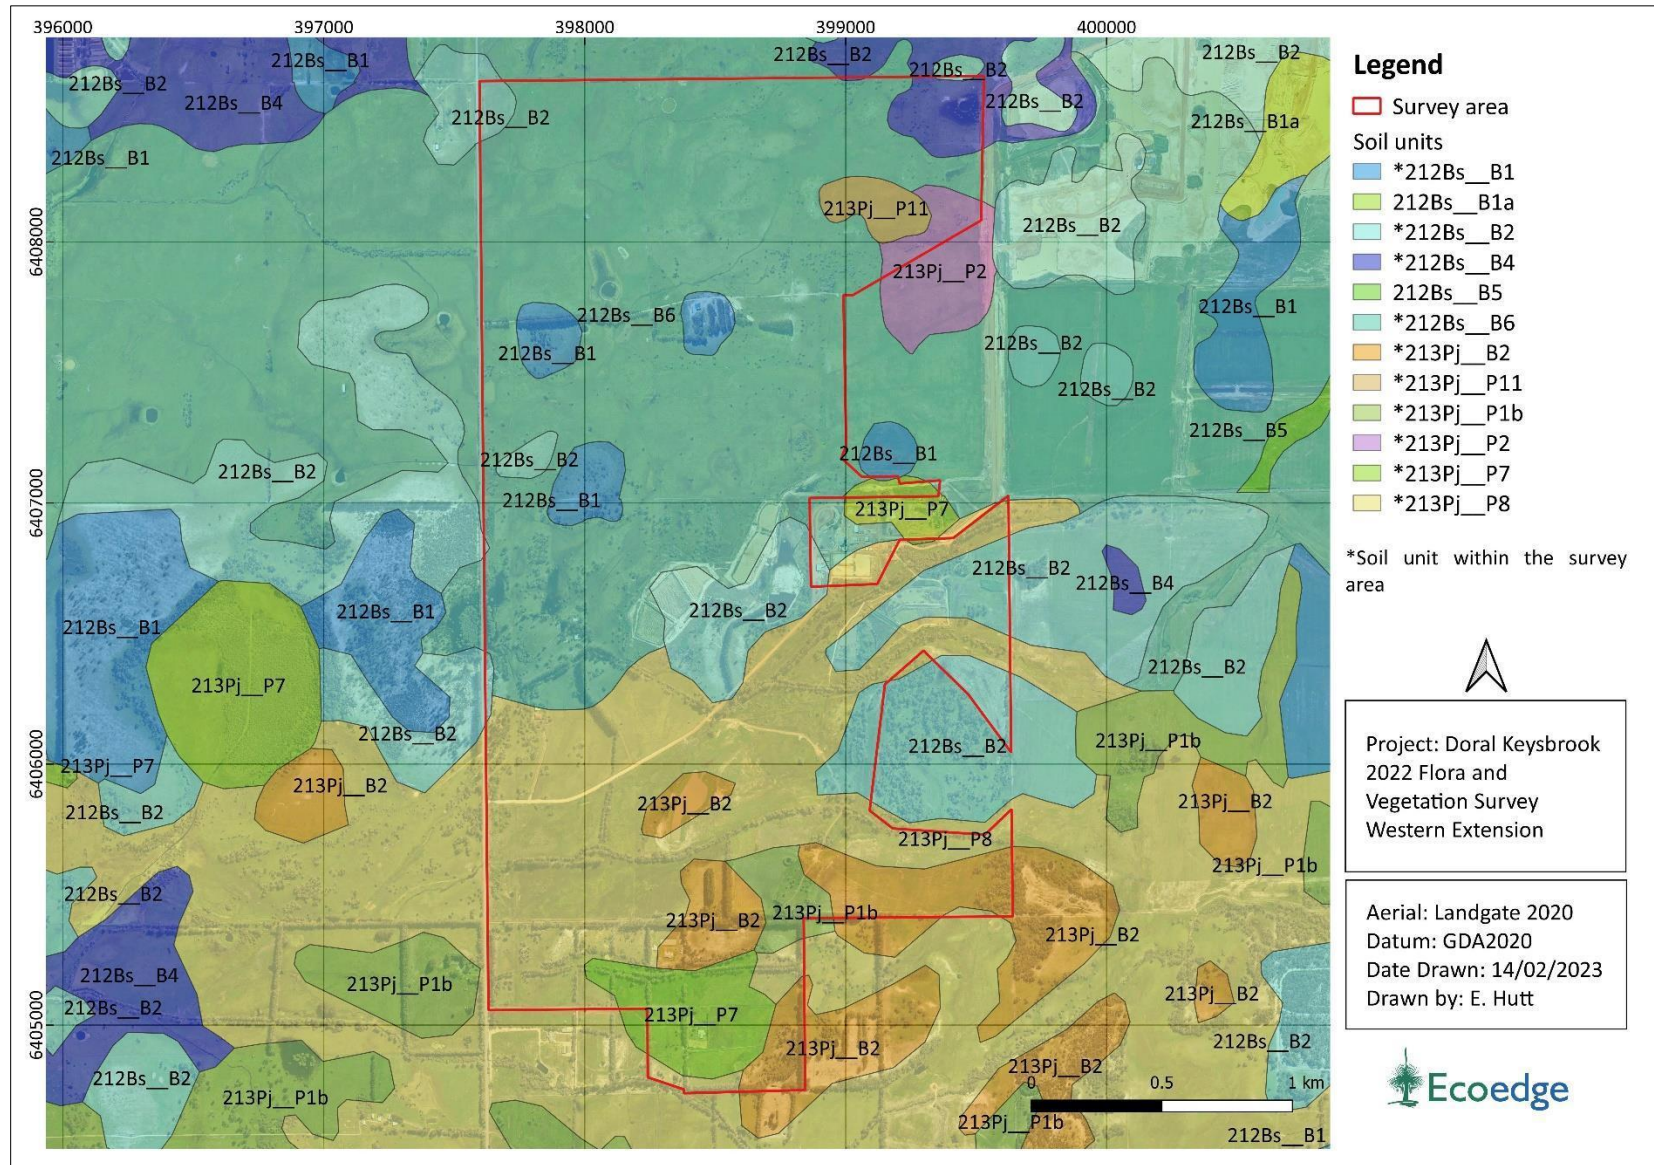 396000
397000
398000
399000
400000
6408000
6407000
6406000
6405000
212Bs__B1
212Bs__B2
212Bs__B2
212Bs__B2
212Bs__B2
212Bs__B4
212Bs__B2
212Bs__B2
212Bs__B1a
212Bs__B1
213Pj__P11
212Bs__B2
213Pj__P2
212Bs__B6
212Bs__B1
212Bs__B1
212Bs__B2
212Bs__B2
212Bs__B5
212Bs__B1
212Bs__B2
212Bs__B2
212Bs__B1
213Pj__P7
212Bs__B2
212Bs__B4
212Bs__B1
212Bs__B2
212Bs__B1
212Bs__B2
213Pj__P7
212Bs__B2
212Bs__B2
213Pj__P1b
213Pj__P7
213Pj__B2
213Pj__B2
213Pj__B2
212Bs__B2
213Pj__P8
213Pj__P1b
212Bs__B2
213Pj__B2
213Pj__P1b
213Pj__B2
212Bs__B4
213Pj__P1b
213Pj__B2
212Bs__B2
213Pj__P7
213Pj__B2
212Bs__B2
213Pj__B2
212Bs__B2
213Pj__P1b
213Pj__P1b
212Bs__B1
0
0.5
1 km
Legend
Survey area
Soil units
*212Bs__B1
212Bs__B1a
*212Bs__B2
*212Bs__B4
212Bs__B5
*212Bs__B6
*213Pj__B2
*213Pj__P11
*213Pj__P1b
*213Pj__P2
*213Pj__P7
*213Pj__P8
*Soil unit within the survey
area
Project: Doral Keysbrook
2022 Flora and
Vegetation Survey
Western Extension
Aerial: Landgate 2020
Datum: GDA2020
Date Drawn: 14/02/2023
Drawn by: E. Hutt
Ecoedge